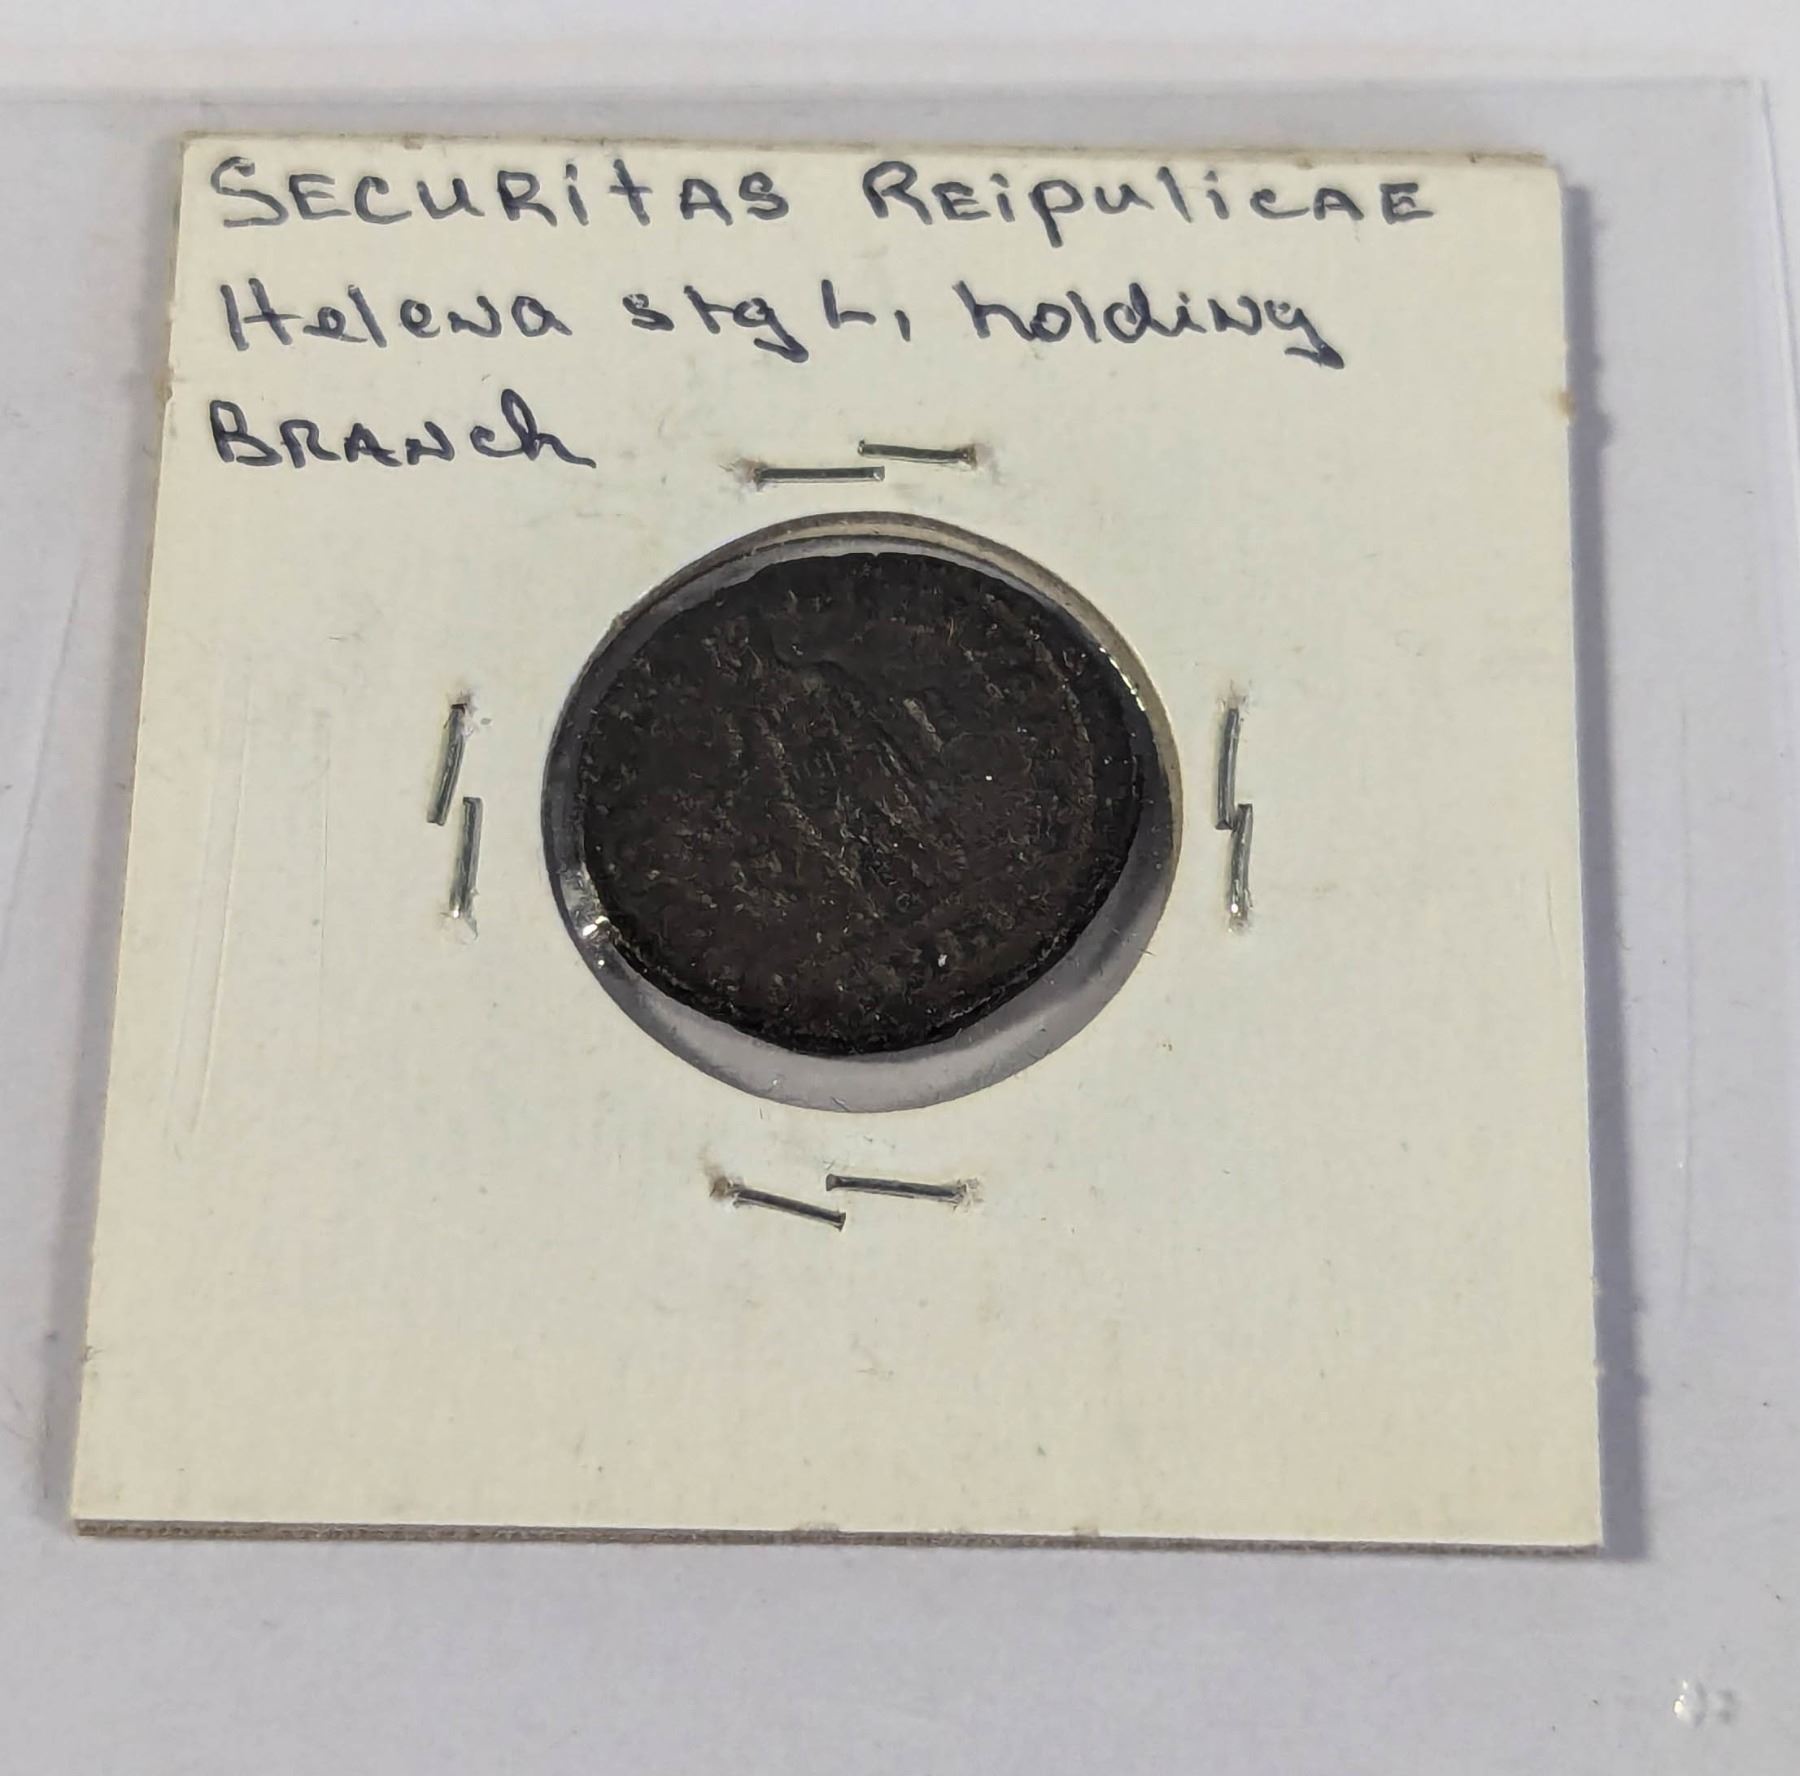 SECURitAS ReipulicAE
Helena stg L, holding
BRANch